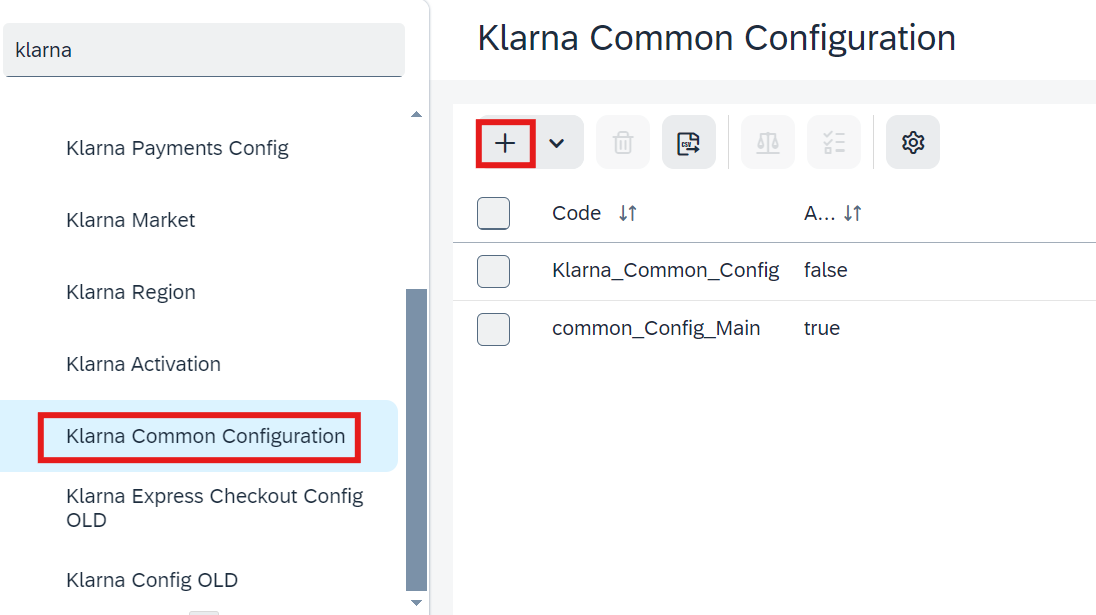 klarna
Klarna Payments Config
Klarna Market
Klarna Region
Klarna Activation
Klarna Common Configuration
Klarna Express Checkout Config
OLD
Klarna Config OLD
Klarna Common Configuration
CSV
Code A...
Klarna_Common_Config false
common_Config_Main true